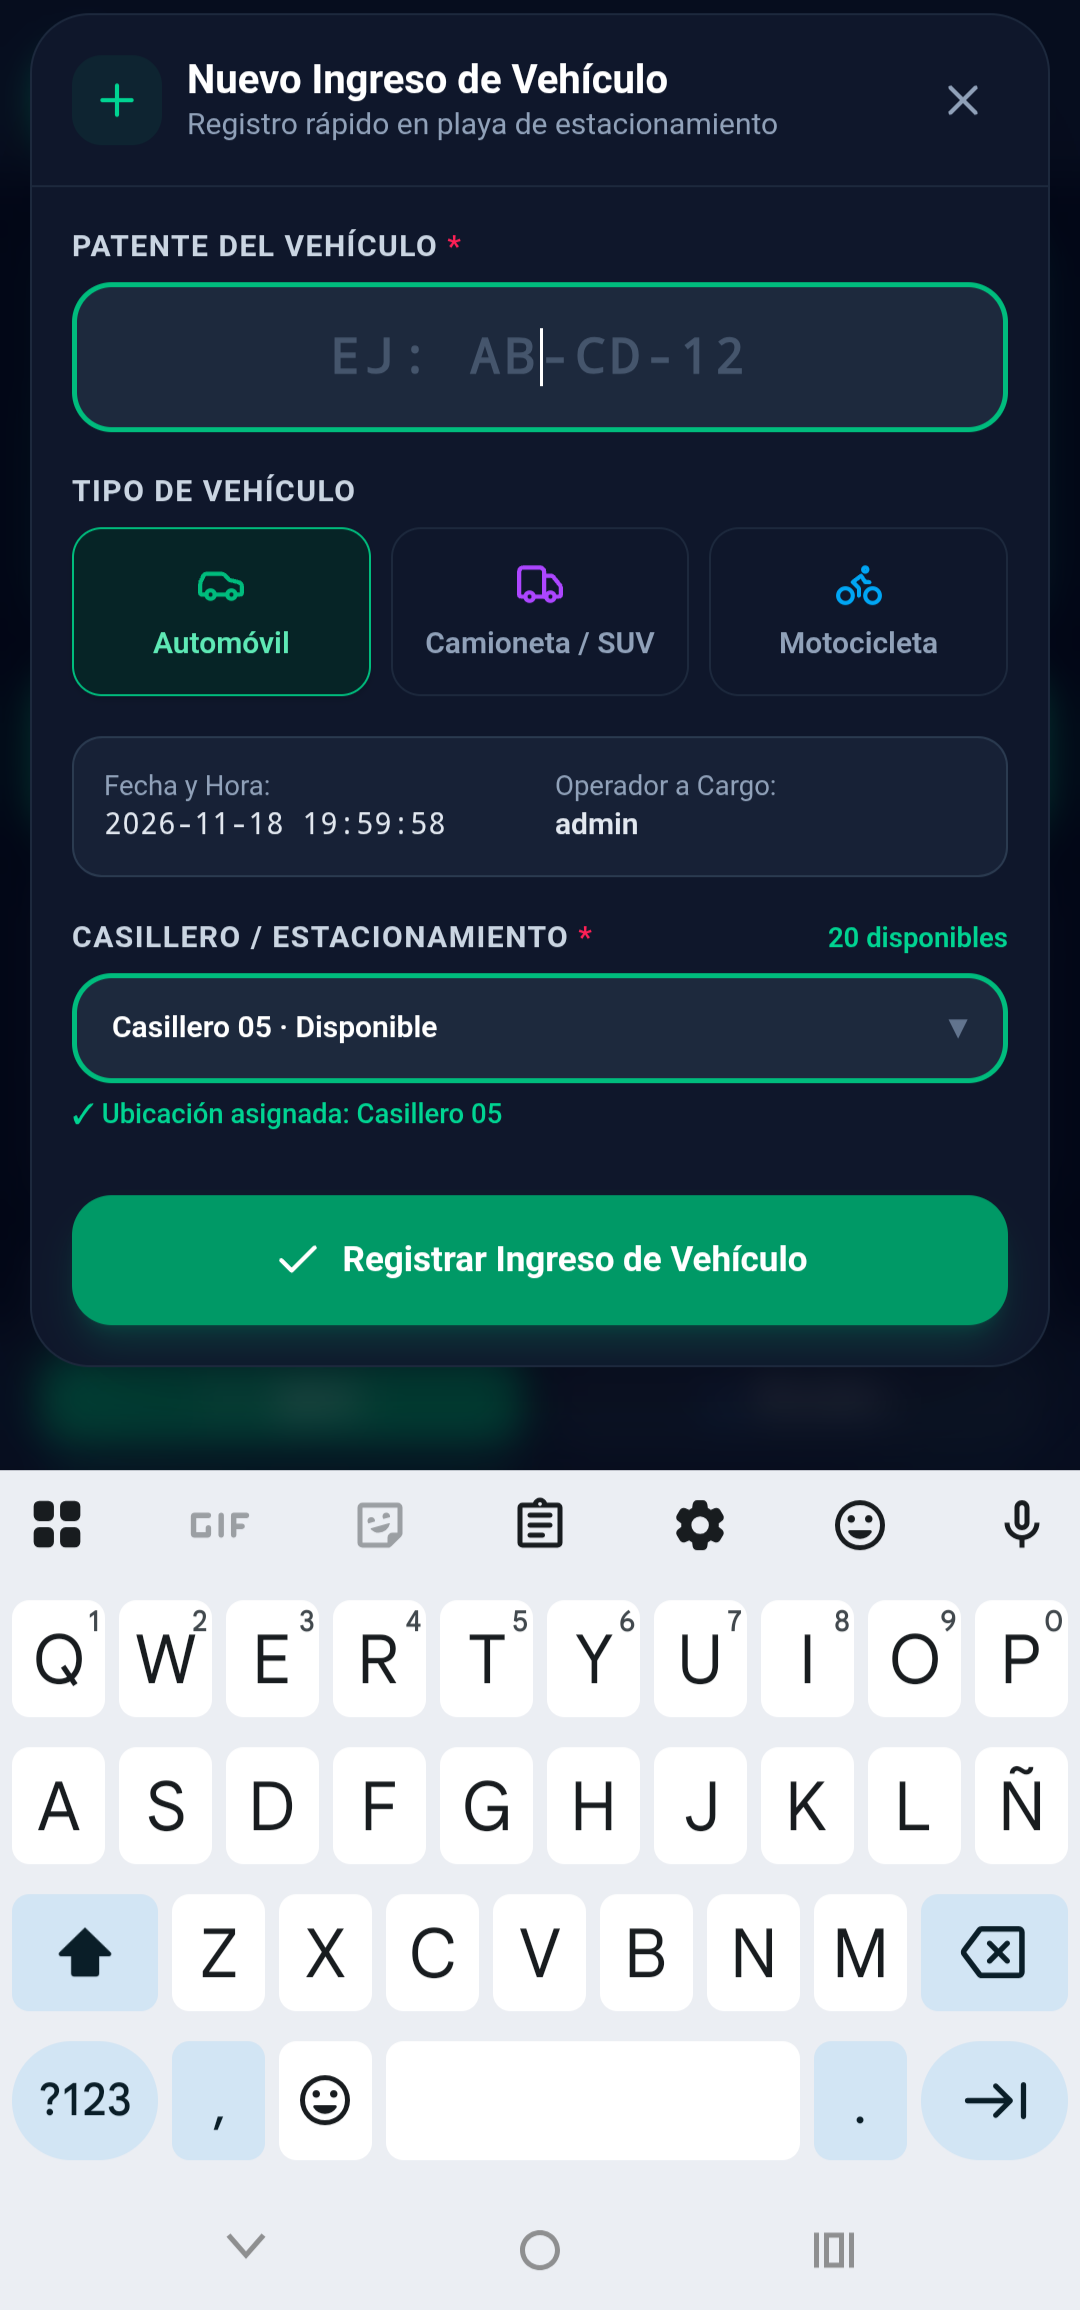 Nuevo Ingreso de Vehículo
Registro rápido en playa de estacionamiento
PATENTE DEL VEHÍCULO *
EJ: AB-CD-12
TIPO DE VEHÍCULO
Automóvil
Camioneta / SUV
Motocicleta
Fecha y Hora:
2026-11-18 19:59:58
Operador a Cargo:
admin
CASILLERO / ESTACIONAMIENTO *
20 disponibles
Casillero 05 · Disponible ▼
✓ Ubicación asignada: Casillero 05
Registrar Ingreso de Vehículo
GIF
Q1 W2 E3 R4 T5 Y6 U7 I8 O9 P0
A S D F G H J K L Ñ
Z X C V B N M
?123 , .